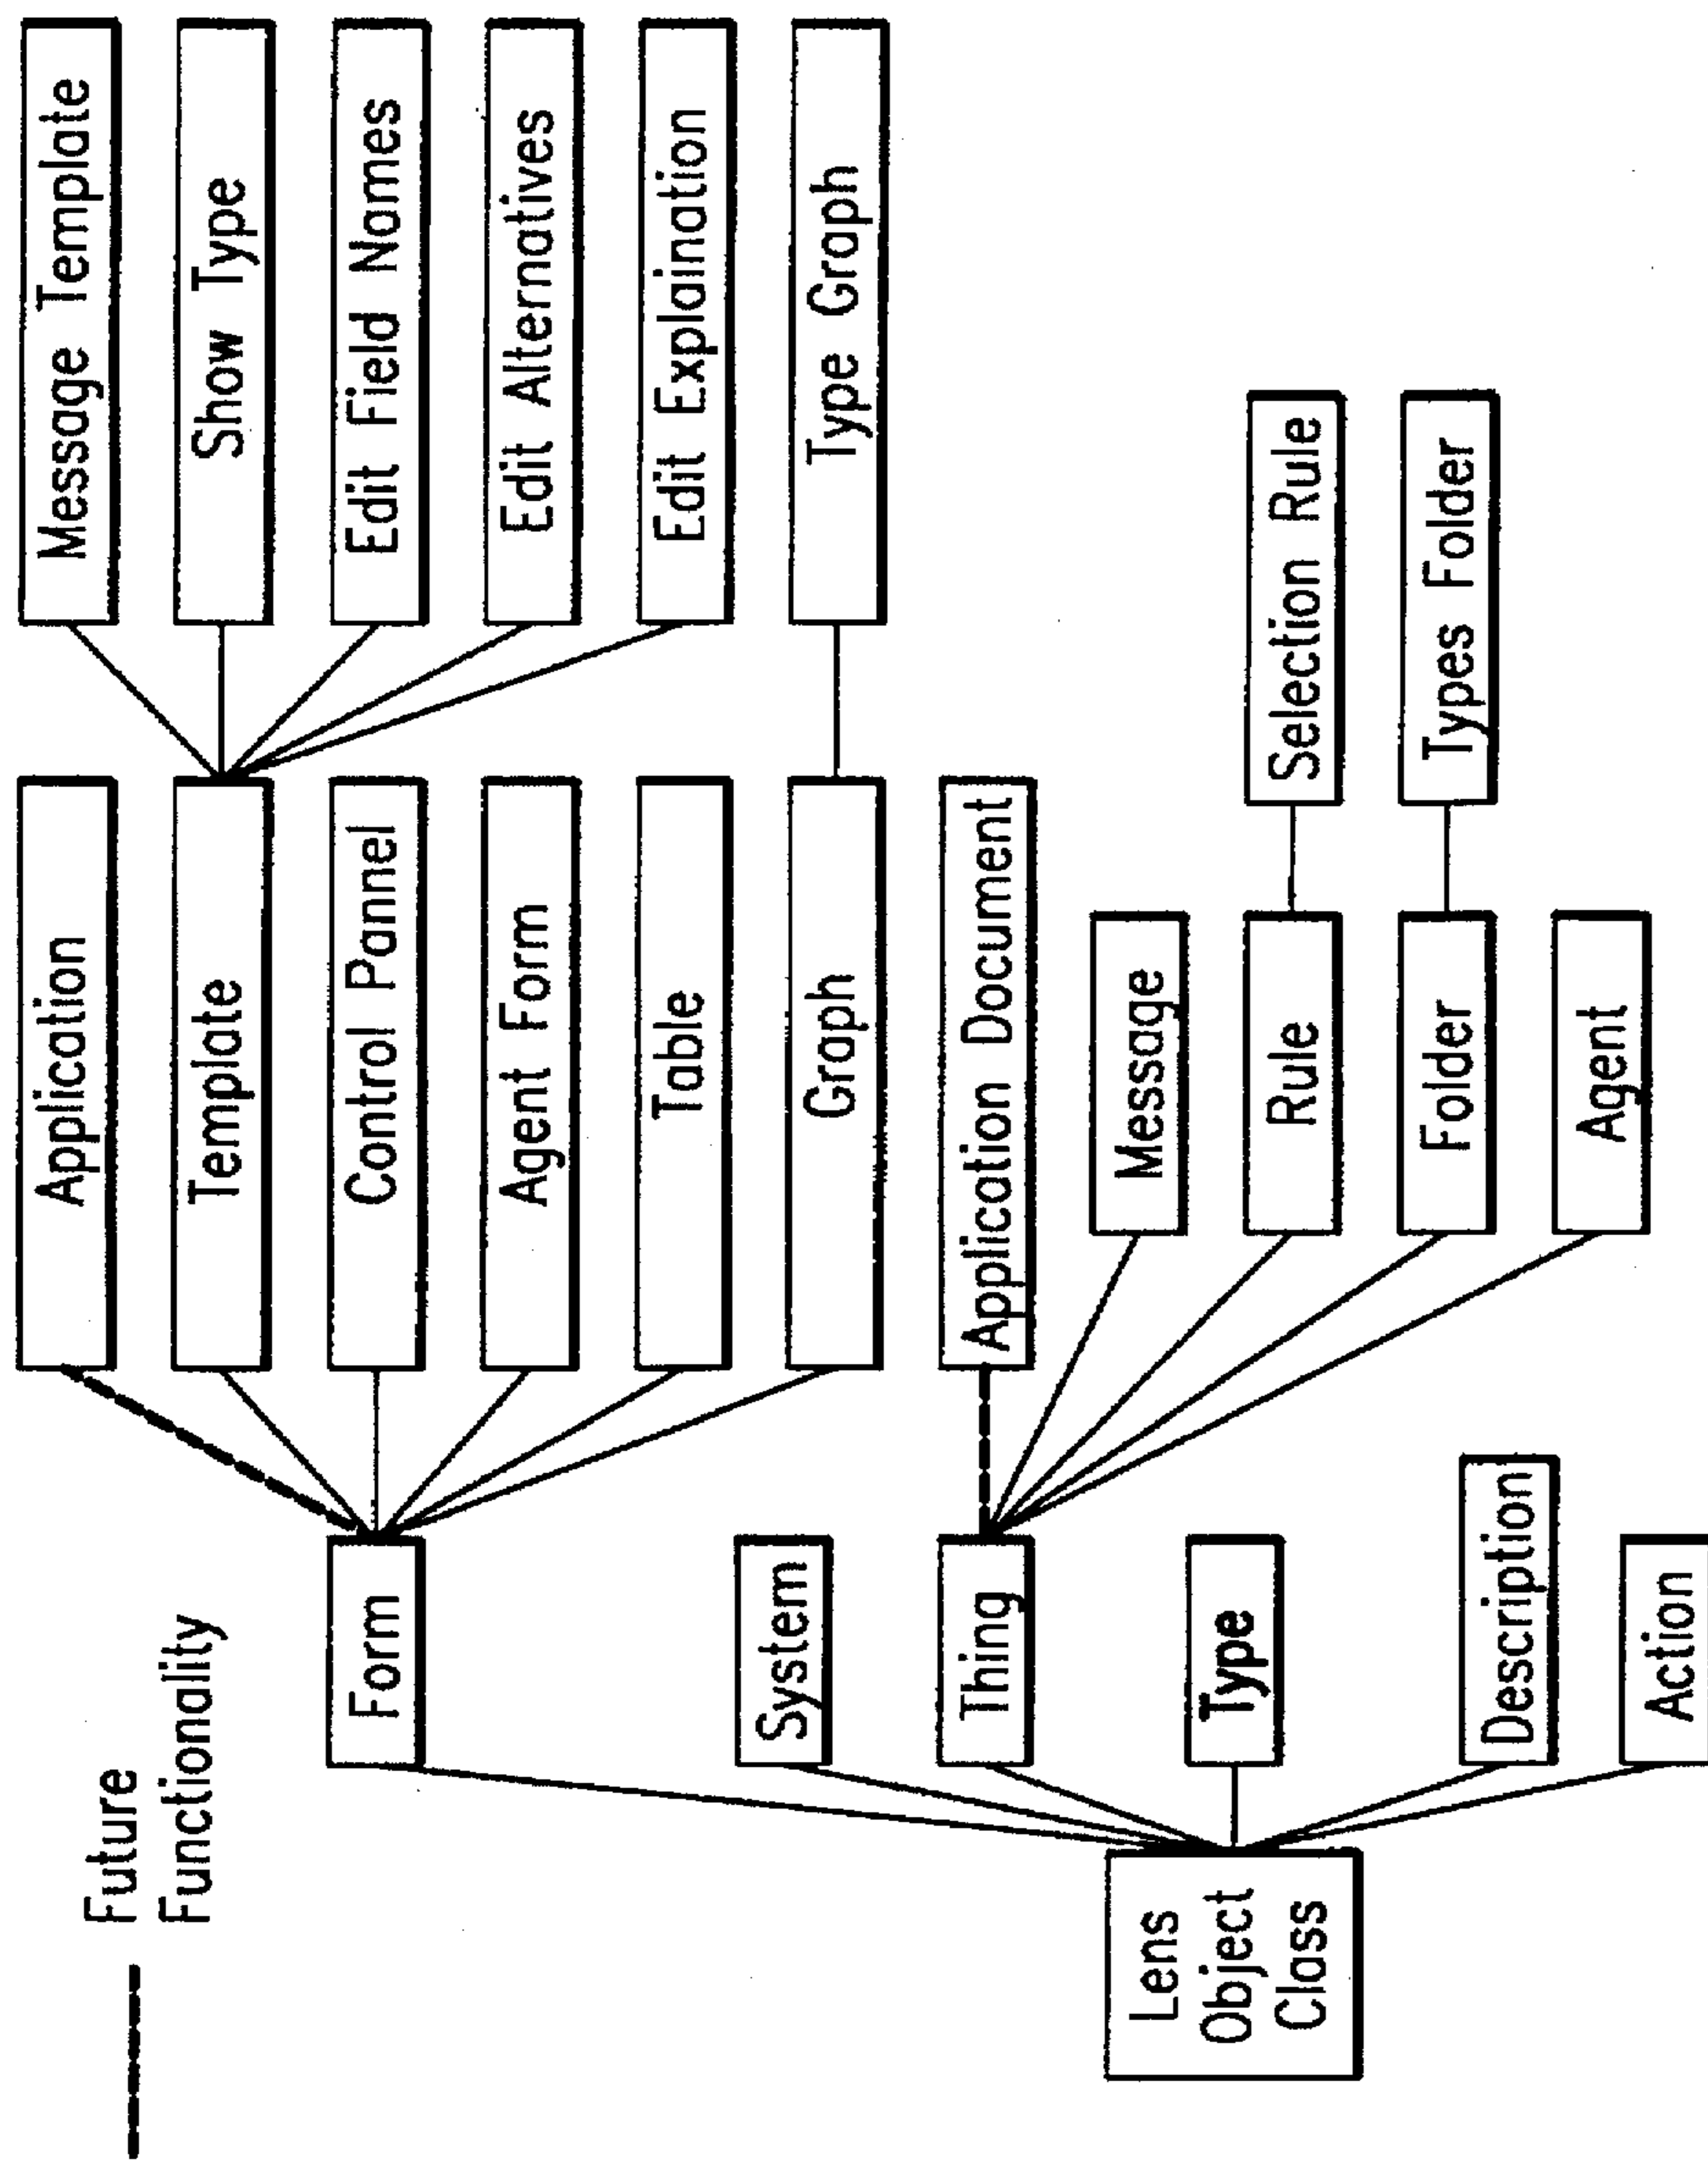 Future
Functionality
Lens
Object
Class
Form
System
Thing
Type
Description
Action
Application
Template
Control Pannel
Agent Form
Table
Graph
Application Document
Message
Rule
Folder
Agent
Message Template
Show Type
Edit Field Names
Edit Alternatives
Edit Explaination
Type Graph
Selection Rule
Types Folder